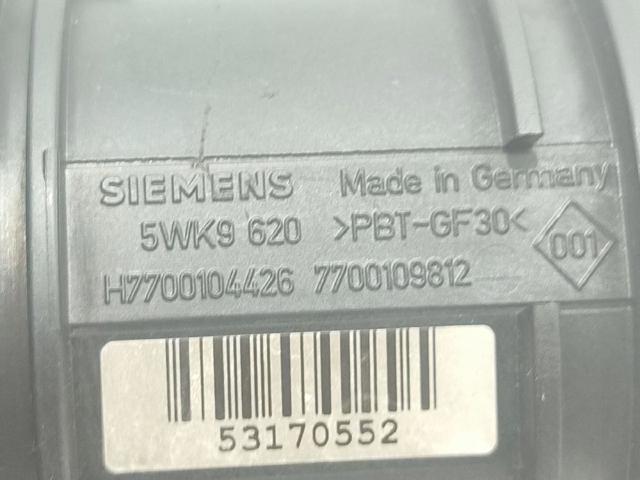 SIEMENS Made in Germany
5WK9 620 >PBT-GF30< 001
H7700104426 7700109812
53170552